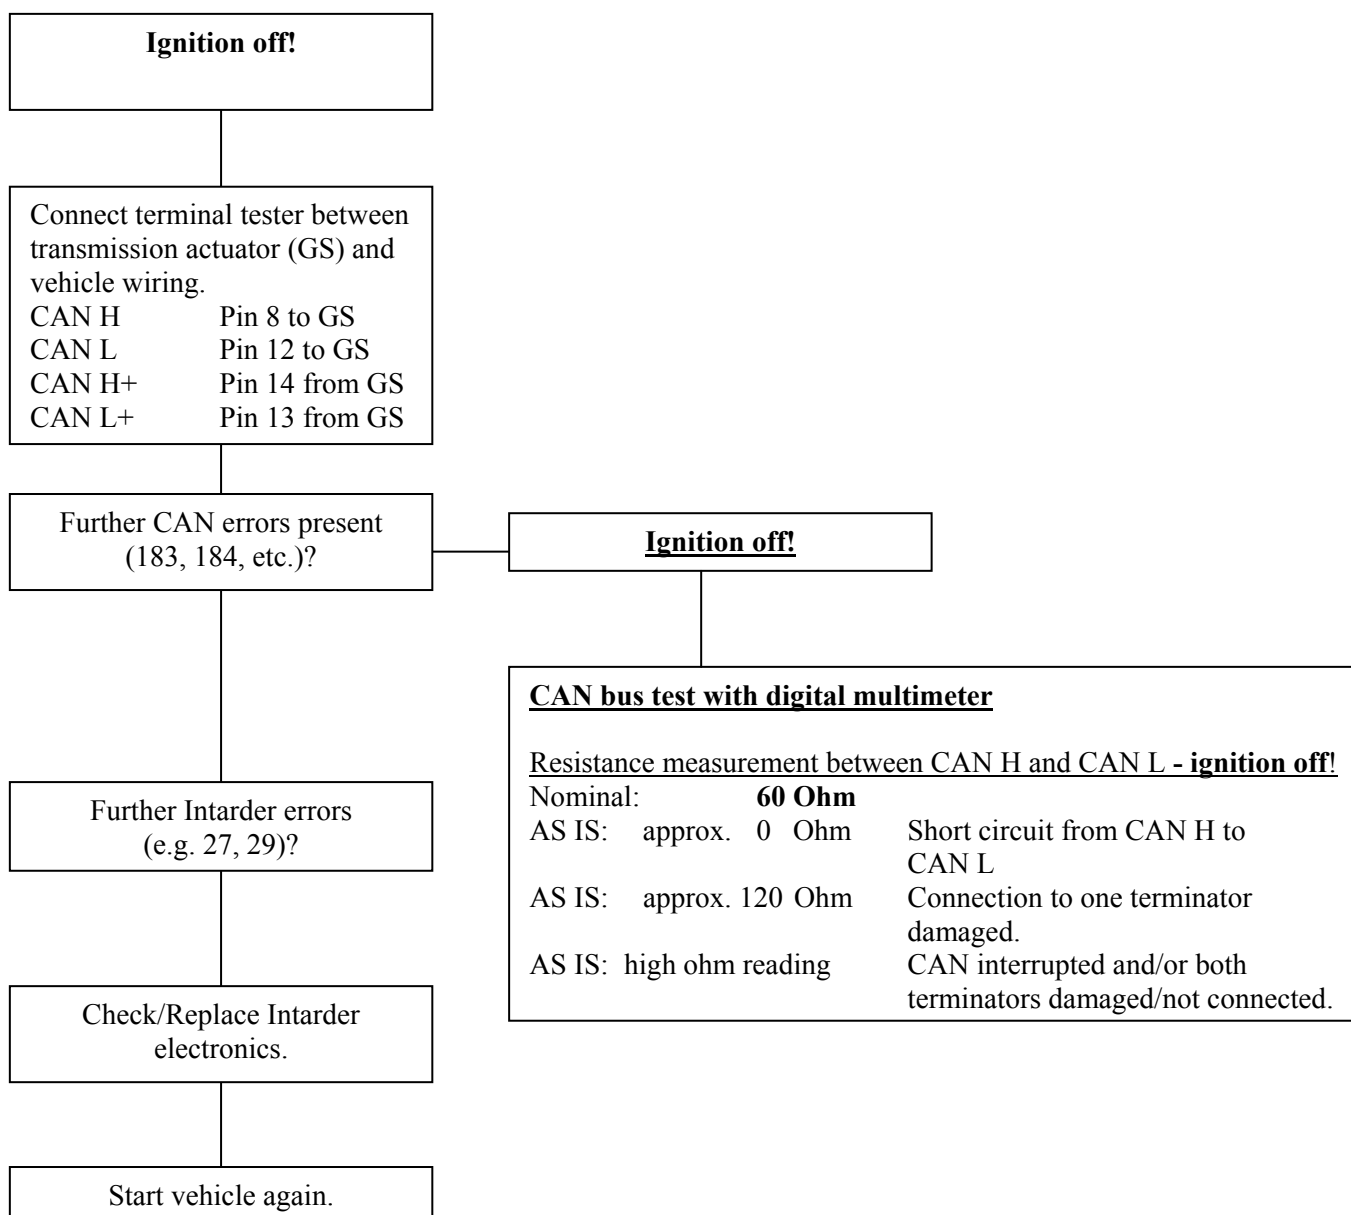 Ignition off!
Connect terminal tester between
transmission actuator (GS) and
vehicle wiring.
CAN H Pin 8 to GS
CAN L Pin 12 to GS
CAN H+ Pin 14 from GS
CAN L+ Pin 13 from GS
Further CAN errors present
(183, 184, etc.)?
Ignition off!
CAN bus test with digital multimeter
Resistance measurement between CAN H and CAN L - ignition off!
Nominal: 60 Ohm
AS IS: approx. 0 Ohm Short circuit from CAN H to
CAN L
AS IS: approx. 120 Ohm Connection to one terminator
damaged.
AS IS: high ohm reading CAN interrupted and/or both
terminators damaged/not connected.
Further Intarder errors
(e.g. 27, 29)?
Check/Replace Intarder
electronics.
Start vehicle again.